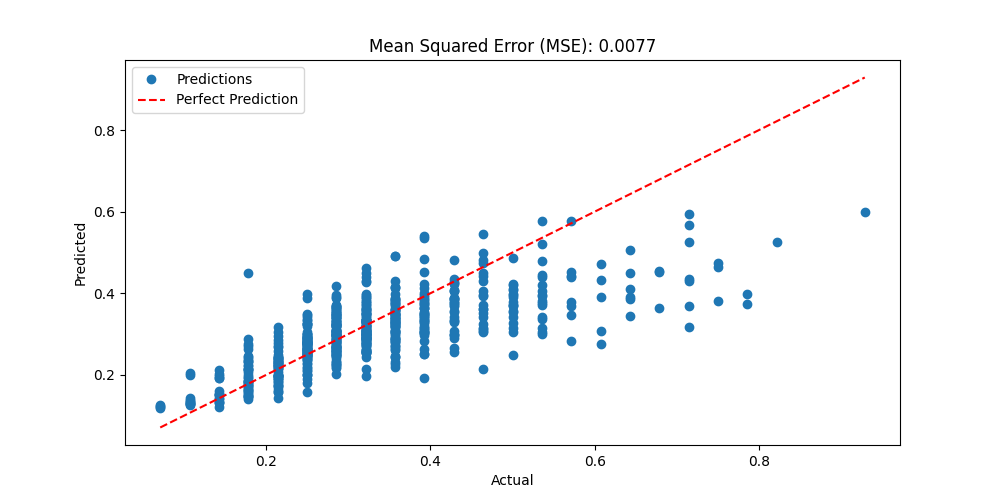 Mean Squared Error (MSE): 0.0077
Predictions
Perfect Prediction
Predicted
0.8
0.6
0.4
0.2
0.2 0.4 0.6 0.8
Actual